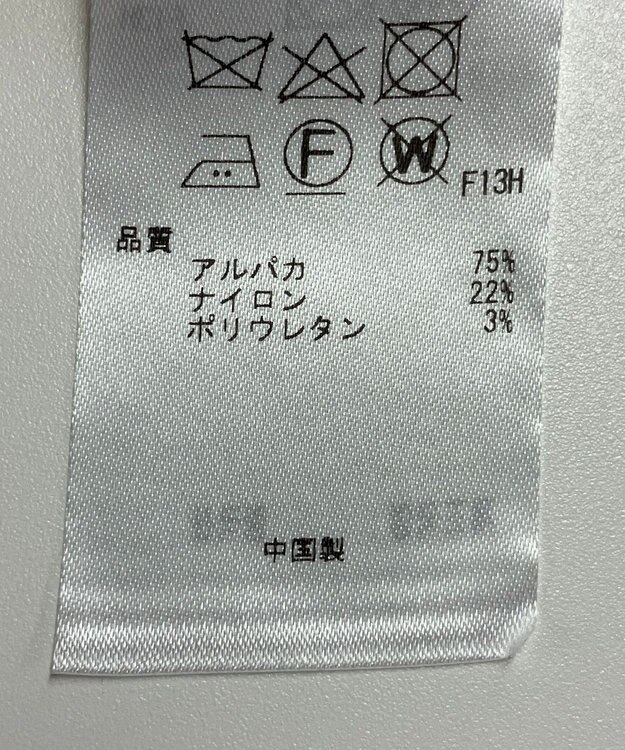 F W F13H
品質
アルパカ 75%
ナイロン 22%
ポリウレタン 3%
中国製